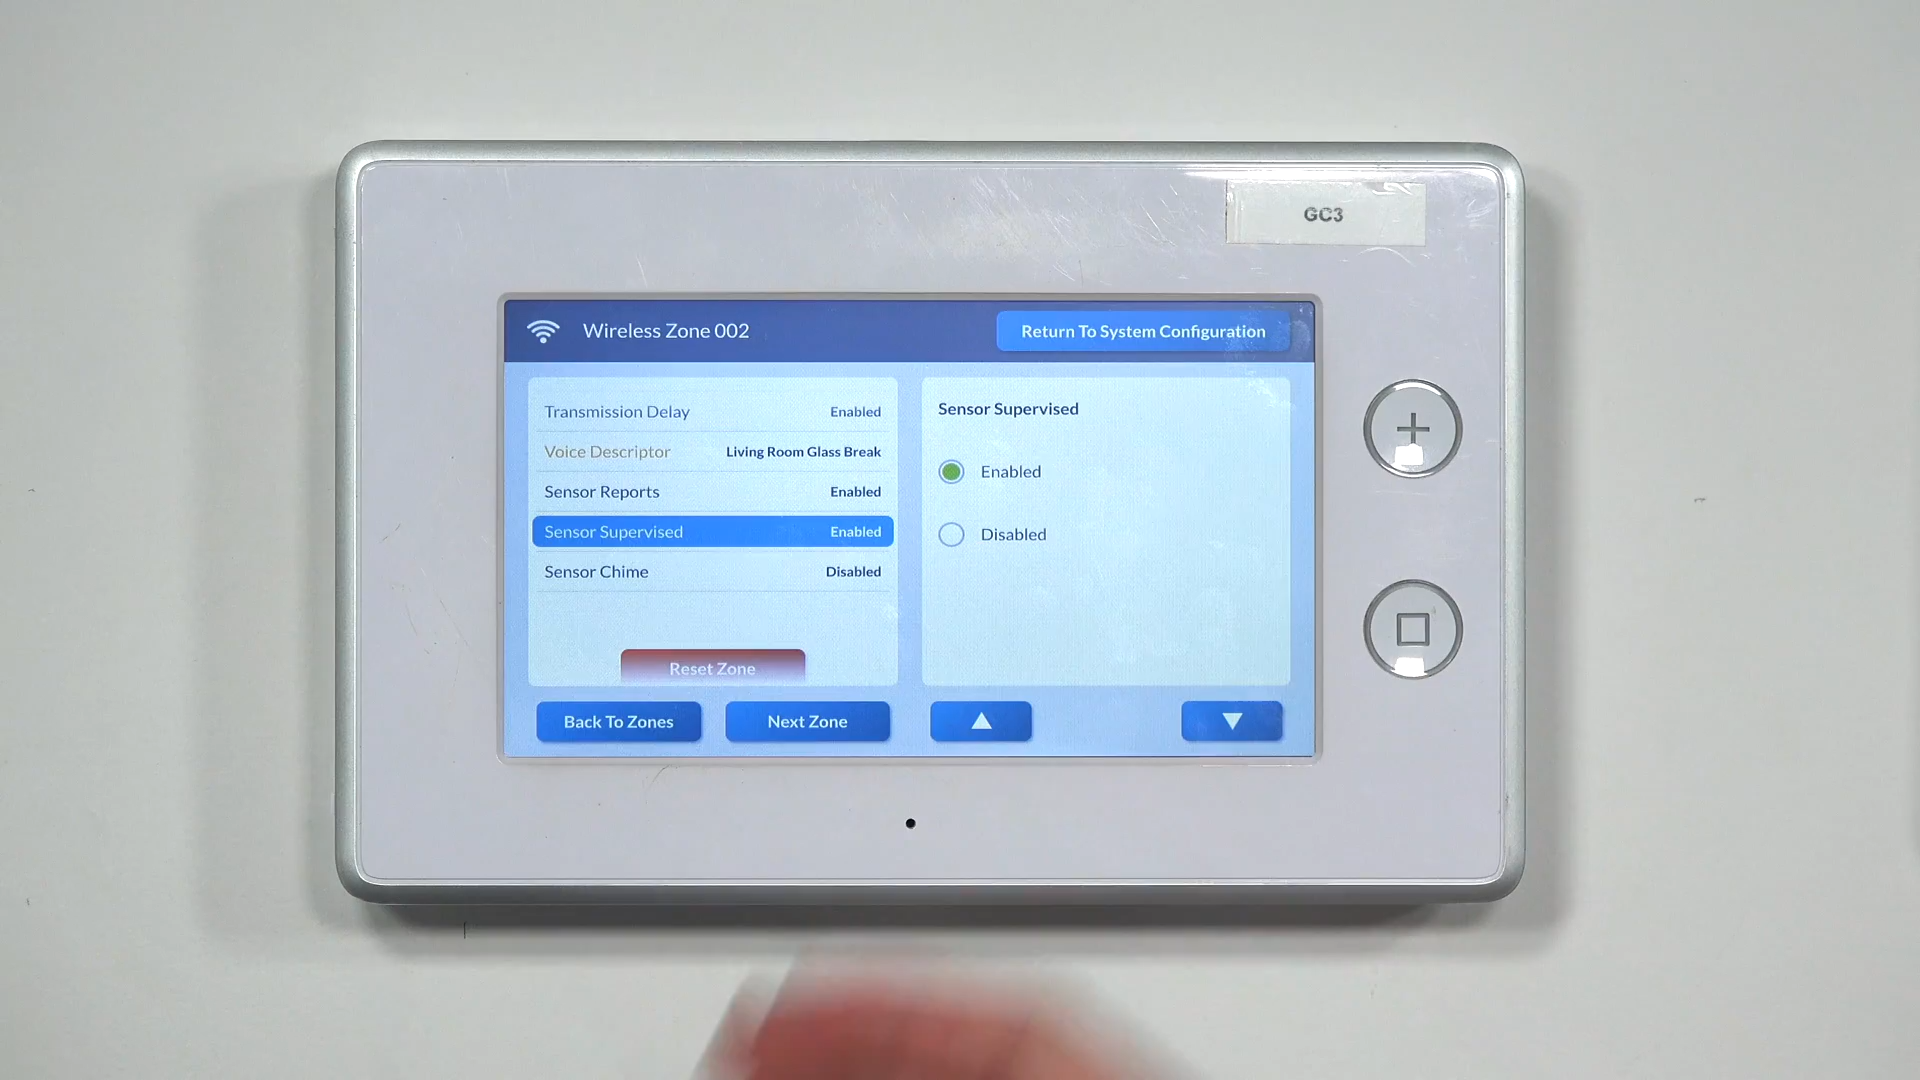 GC3
Wireless Zone 002
Return To System Configuration
Transmission Delay Enabled
Voice Descriptor Living Room Glass Break
Sensor Reports Enabled
Sensor Supervised Enabled
Sensor Chime Disabled
Reset Zone
Back To Zones
Next Zone
Sensor Supervised
Enabled
Disabled